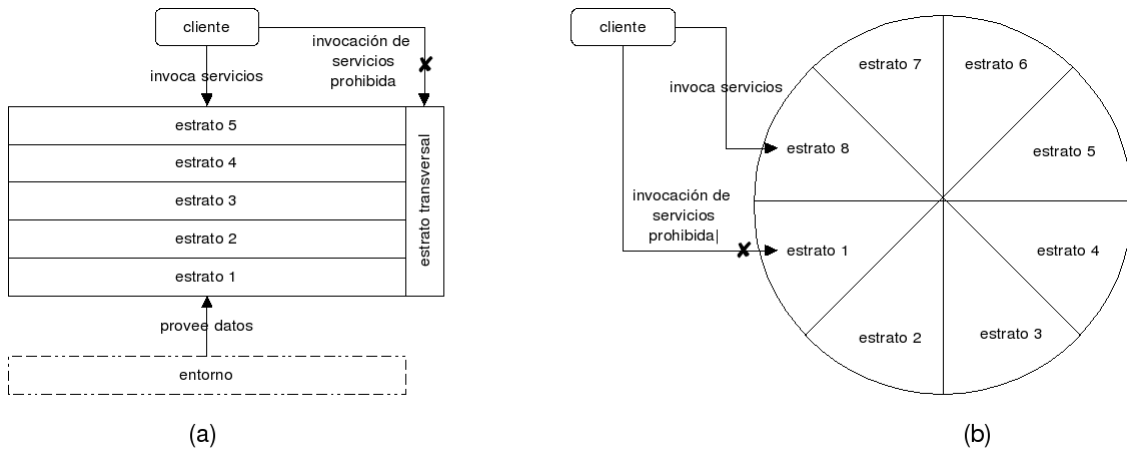 cliente
invocación de
servicios
prohibida
invoca servicios
estrato 5
estrato 4
estrato 3
estrato 2
estrato 1
estrato transversal
provee datos
entorno
(a)
cliente
invoca servicios
invocación de
servicios
prohibida|
estrato 7
estrato 6
estrato 8
estrato 5
estrato 1
estrato 4
estrato 2
estrato 3
(b)